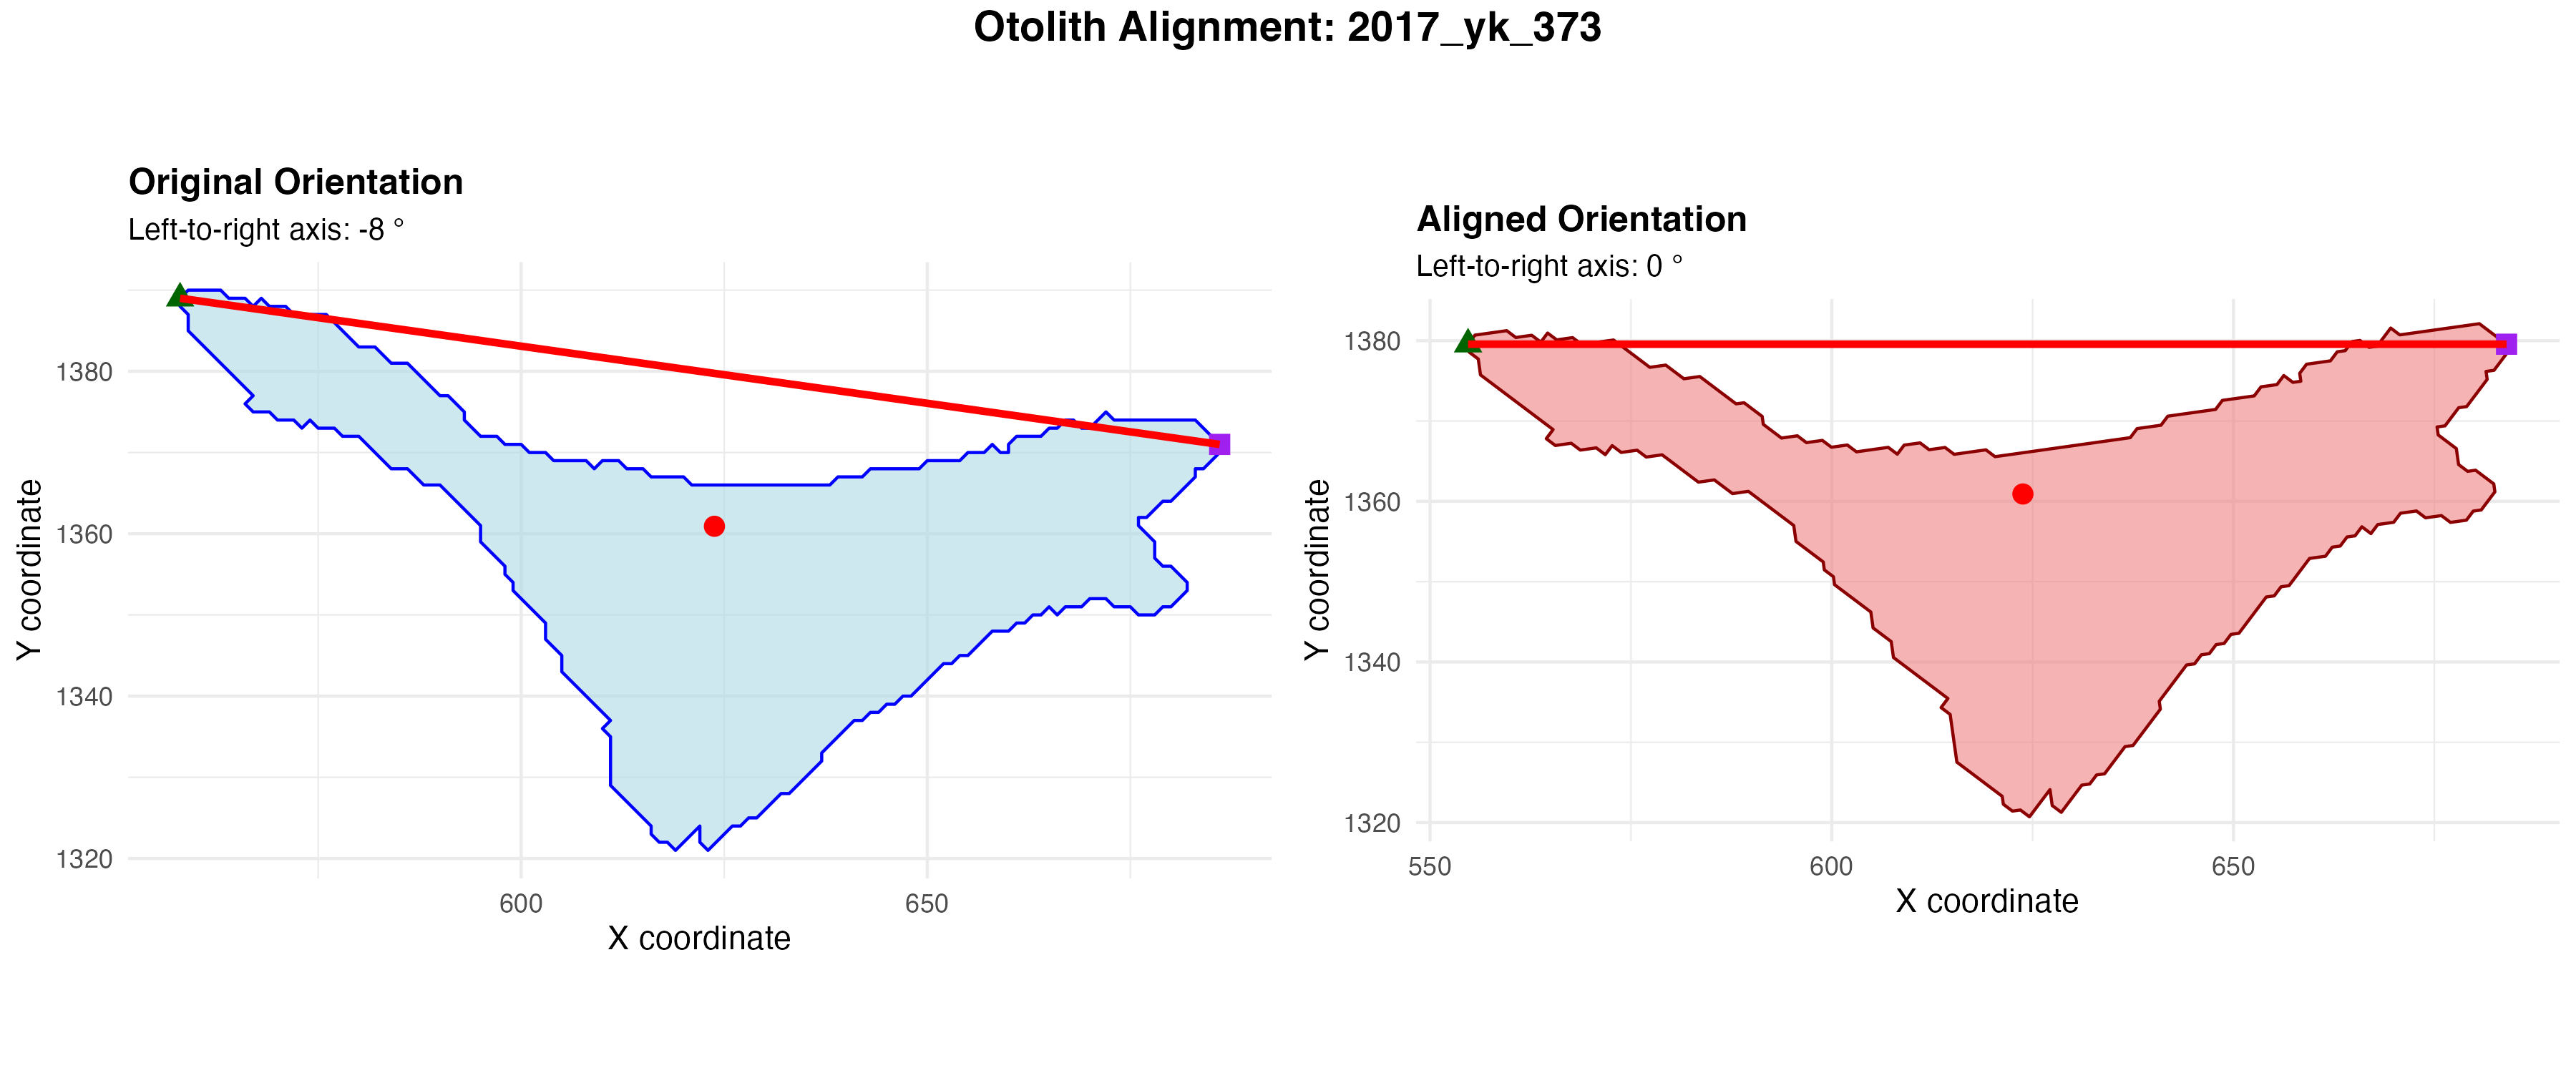 Otolith Alignment: 2017_yk_373
Original Orientation
Left-to-right axis: -8 °
Y coordinate
1380
1360
1340
1320
600
650
X coordinate
Aligned Orientation
Left-to-right axis: 0 °
Y coordinate
1380
1360
1340
1320
550
600
650
X coordinate